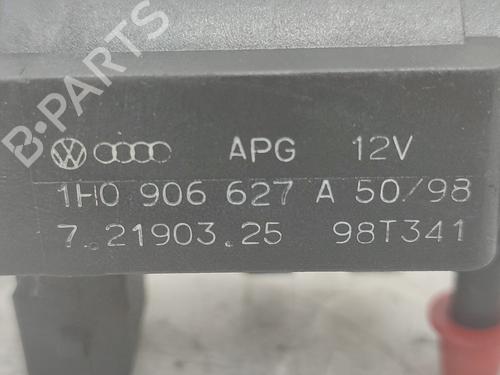 B-PARTS
APG 12V
1H0 906 627 A 50/98
7.21903.25 98T341